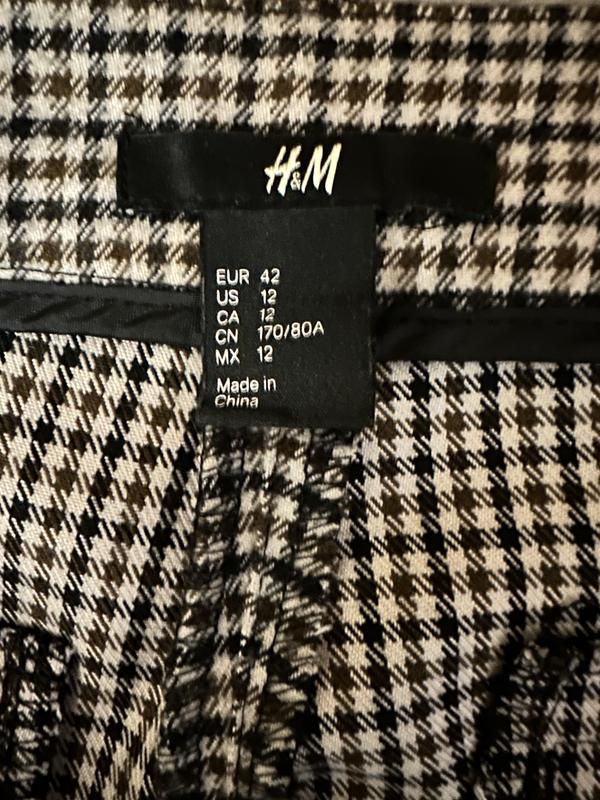 H&M
EUR 42
US 12
CA 12
CN 170/80A
MX 12
Made in
China